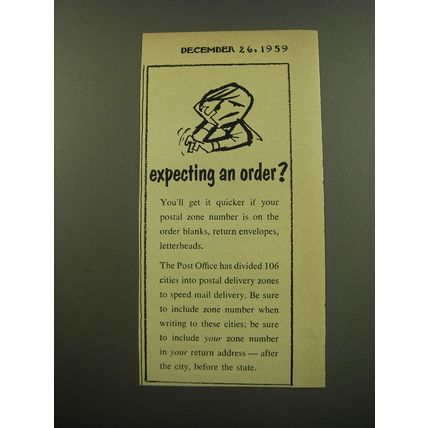 DECEMBER 26, 1959
expecting an order?
You'll get it quicker if your
postal zone number is on the
order blanks, return envelopes,
letterheads.
The Post Office has divided 106
cities into postal delivery zones
to speed mail delivery. Be sure
to include zone number when
writing to these cities; be sure
to include your zone number
in your return address — after
the city, before the state.